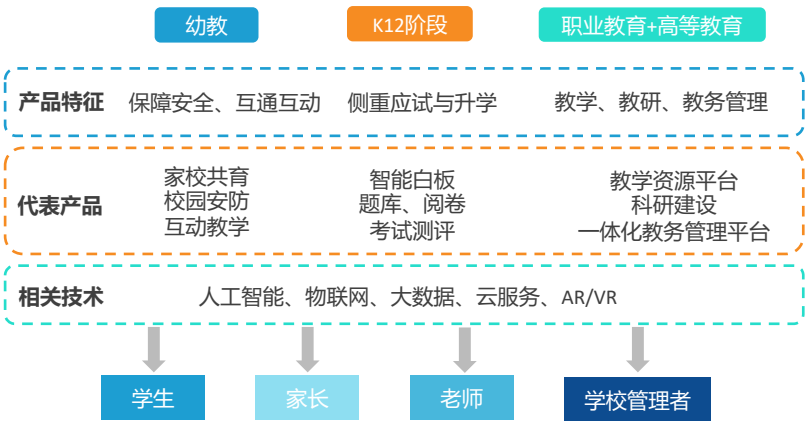 幼教
K12阶段
职业教育+高等教育
产品特征
保障安全、互通互动
侧重应试与升学
教学、教研、教务管理
代表产品
家校共育
校园安防
互动教学
智能白板
题库、阅卷
考试测评
教学资源平台
科研建设
一体化教务管理平台
相关技术
人工智能、物联网、大数据、云服务、AR/VR
学生
家长
老师
学校管理者